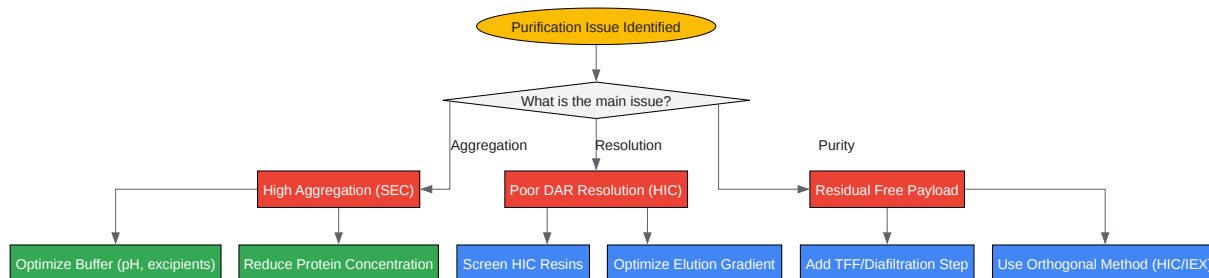 Purification Issue Identified
What is the main issue?
Aggregation
Resolution
Purity
High Aggregation (SEC)
Poor DAR Resolution (HIC)
Residual Free Payload
Optimize Buffer (pH, excipients)
Reduce Protein Concentration
Screen HIC Resins
Optimize Elution Gradient
Add TFF/Diafiltration Step
Use Orthogonal Method (HIC/IEX)